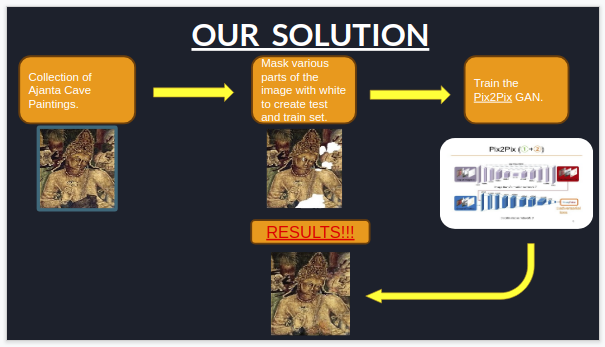 OUR SOLUTION
Collection of
Ajanta Cave
Paintings.
Mask various
parts of the
image with white
to create test
and train set.
Train the
Pix2Pix GAN.
Pix2Pix (1→2)
RESULTS!!!